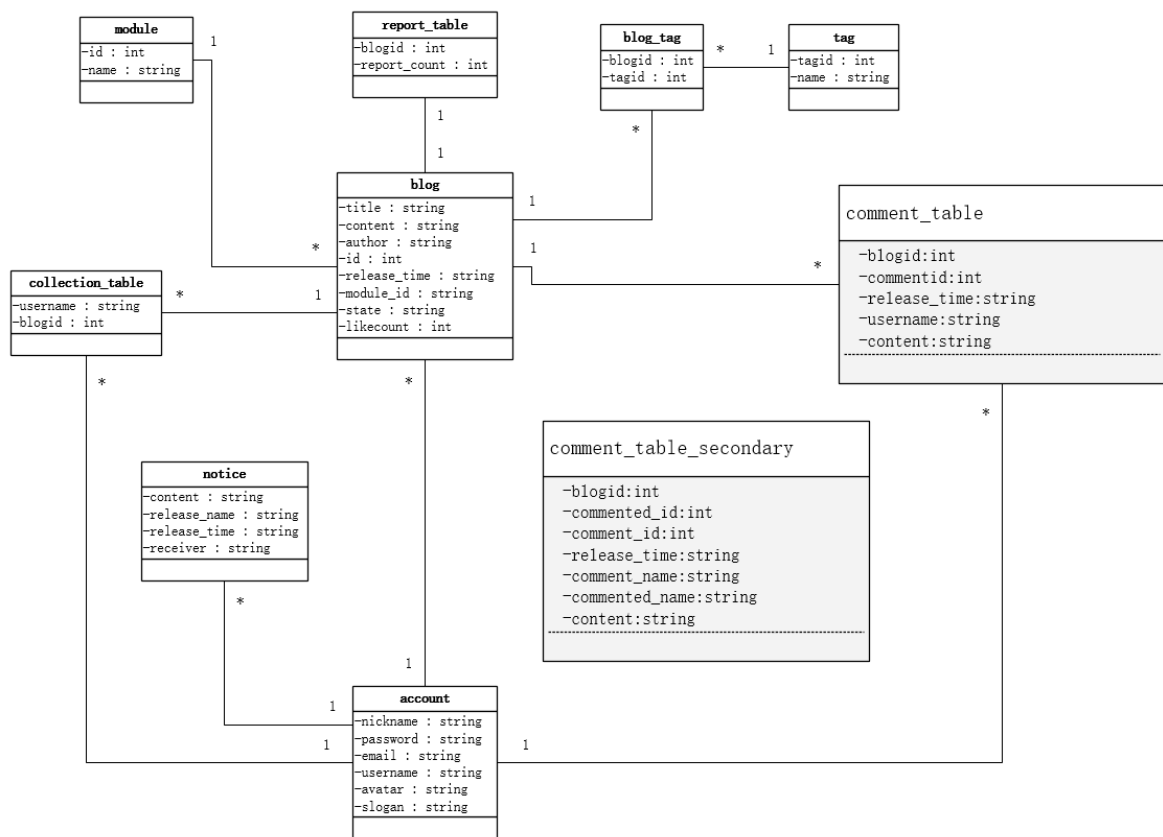 module
-id : int
-name : string
1
report_table
-blogid : int
-report_count : int
1
1
blog_tag
-blogid : int
-tagid : int
*
1
tag
-tagid : int
-name : string
*
blog
-title : string
-content : string
-author : string
-id : int
-release_time : string
-module_id : string
-state : string
-likecount : int
1
1
*
*
1
*
*
comment_table
-blogid:int
-commentid:int
-release_time:string
-username:string
-content:string
*
collection_table
-username : string
-blogid : int
*
*
comment_table_secondary
-blogid:int
-commented_id:int
-comment_id:int
-release_time:string
-comment_name:string
-commented_name:string
-content:string
notice
-content : string
-release_name : string
-release_time : string
-receiver : string
*
1
1
1
1
account
-nickname : string
-password : string
-email : string
-username : string
-avatar : string
-slogan : string